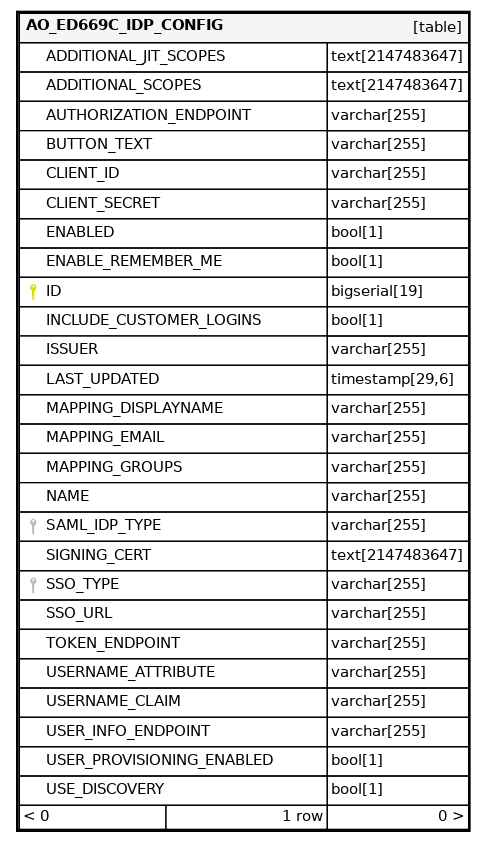 AO_ED669C_IDP_CONFIG [table]
ADDITIONAL_JIT_SCOPES text[2147483647]
ADDITIONAL_SCOPES text[2147483647]
AUTHORIZATION_ENDPOINT varchar[255]
BUTTON_TEXT varchar[255]
CLIENT_ID varchar[255]
CLIENT_SECRET varchar[255]
ENABLED bool[1]
ENABLE_REMEMBER_ME bool[1]
ID bigserial[19]
INCLUDE_CUSTOMER_LOGINS bool[1]
ISSUER varchar[255]
LAST_UPDATED timestamp[29,6]
MAPPING_DISPLAYNAME varchar[255]
MAPPING_EMAIL varchar[255]
MAPPING_GROUPS varchar[255]
NAME varchar[255]
SAML_IDP_TYPE varchar[255]
SIGNING_CERT text[2147483647]
SSO_TYPE varchar[255]
SSO_URL varchar[255]
TOKEN_ENDPOINT varchar[255]
USERNAME_ATTRIBUTE varchar[255]
USERNAME_CLAIM varchar[255]
USER_INFO_ENDPOINT varchar[255]
USER_PROVISIONING_ENABLED bool[1]
USE_DISCOVERY bool[1]
< 0 1 row 0 >